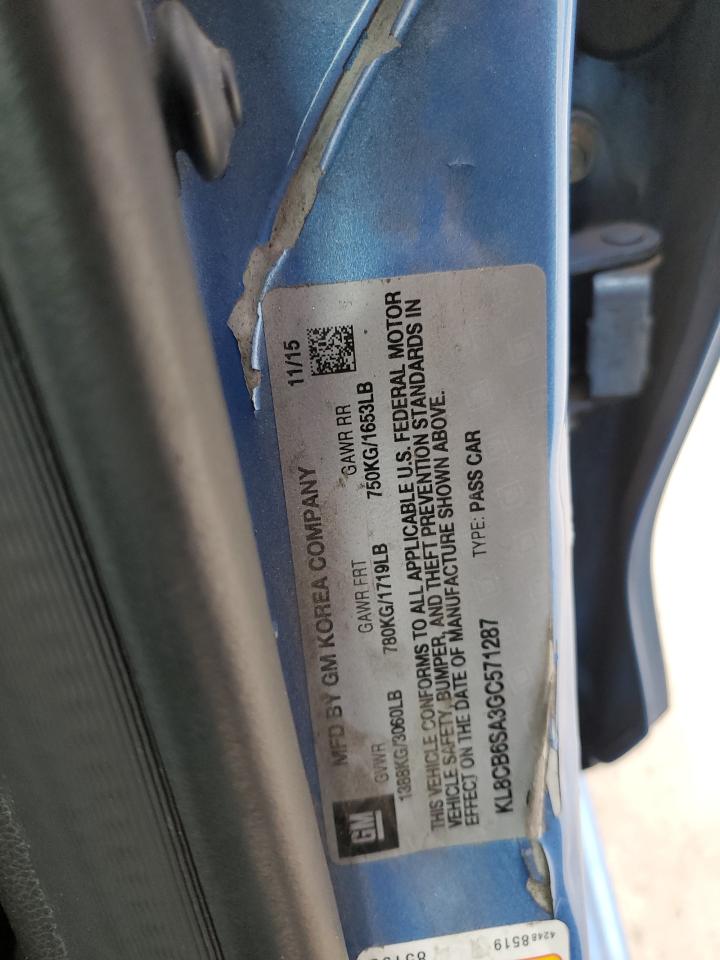 GM
MFD BY GM KOREA COMPANY 11/15
GVWR GAWR FRT GAWR RR
1388KG/3060LB 780KG/1719LB 750KG/1653LB
THIS VEHICLE CONFORMS TO ALL APPLICABLE U.S. FEDERAL MOTOR
VEHICLE SAFETY, BUMPER, AND THEFT PREVENTION STANDARDS IN
EFFECT ON THE DATE OF MANUFACTURE SHOWN ABOVE.
KL8CB6SA3GC571287 TYPE: PASS CAR
42488519